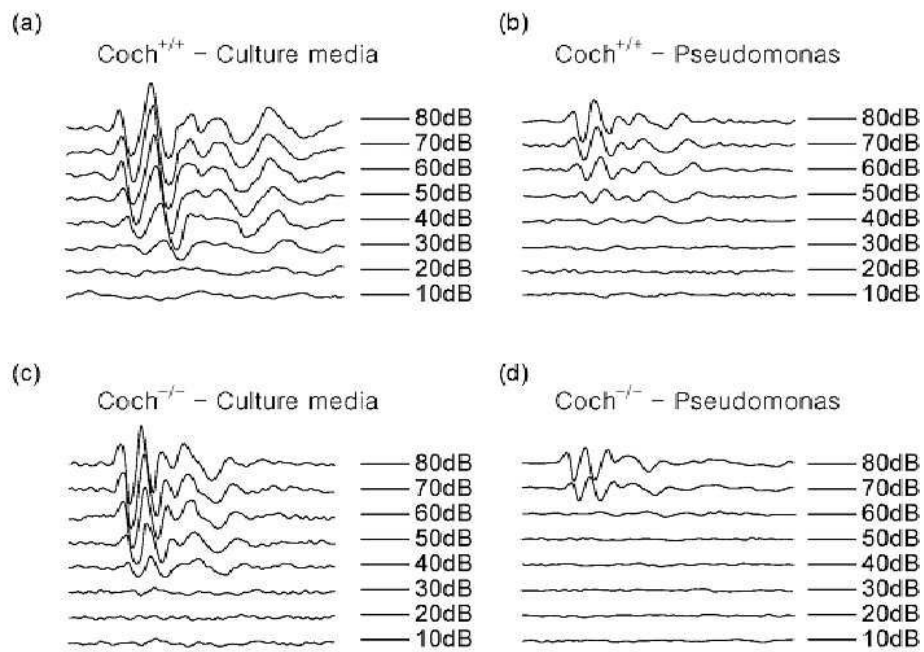 (a)
Coch+/+ – Culture media
80dB
70dB
60dB
50dB
40dB
30dB
20dB
10dB
(b)
Coch+/+ – Pseudomonas
80dB
70dB
60dB
50dB
40dB
30dB
20dB
10dB
(c)
Coch−/− – Culture media
80dB
70dB
60dB
50dB
40dB
30dB
20dB
10dB
(d)
Coch−/− – Pseudomonas
80dB
70dB
60dB
50dB
40dB
30dB
20dB
10dB